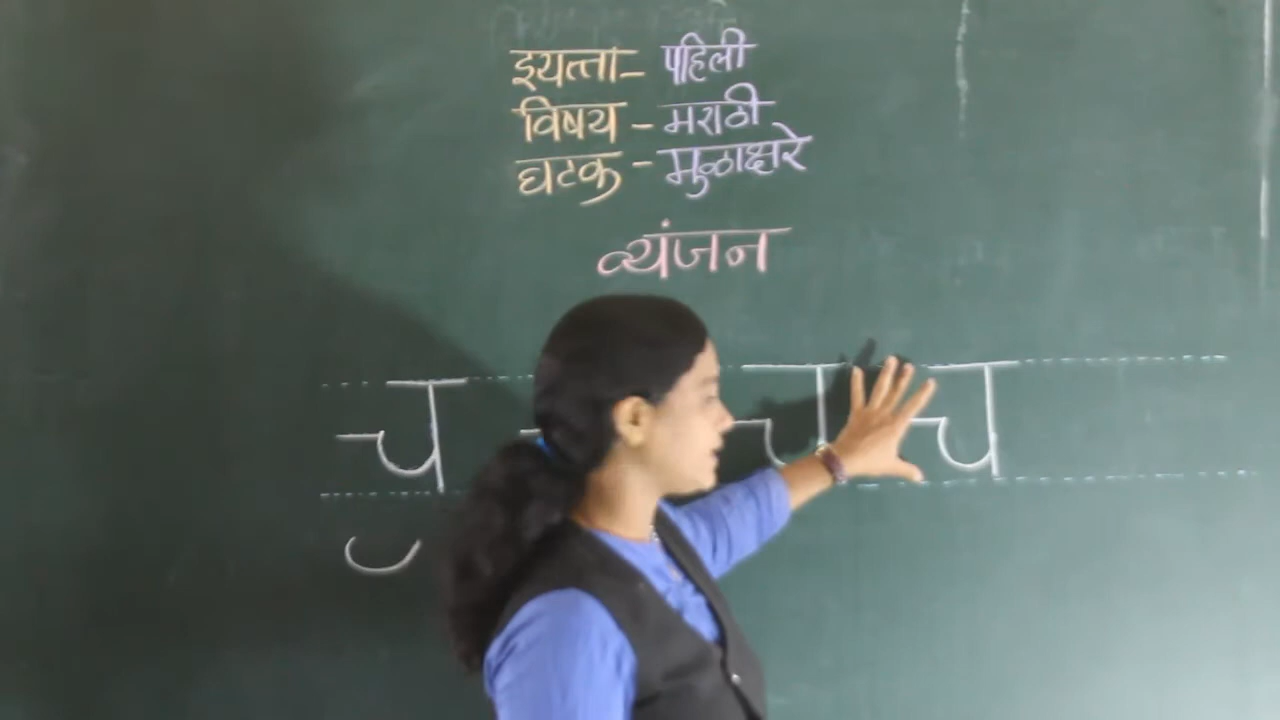 इयत्ता – पहिली
विषय – मराठी
घटक – मुळाक्षरे
व्यंजन
च च च